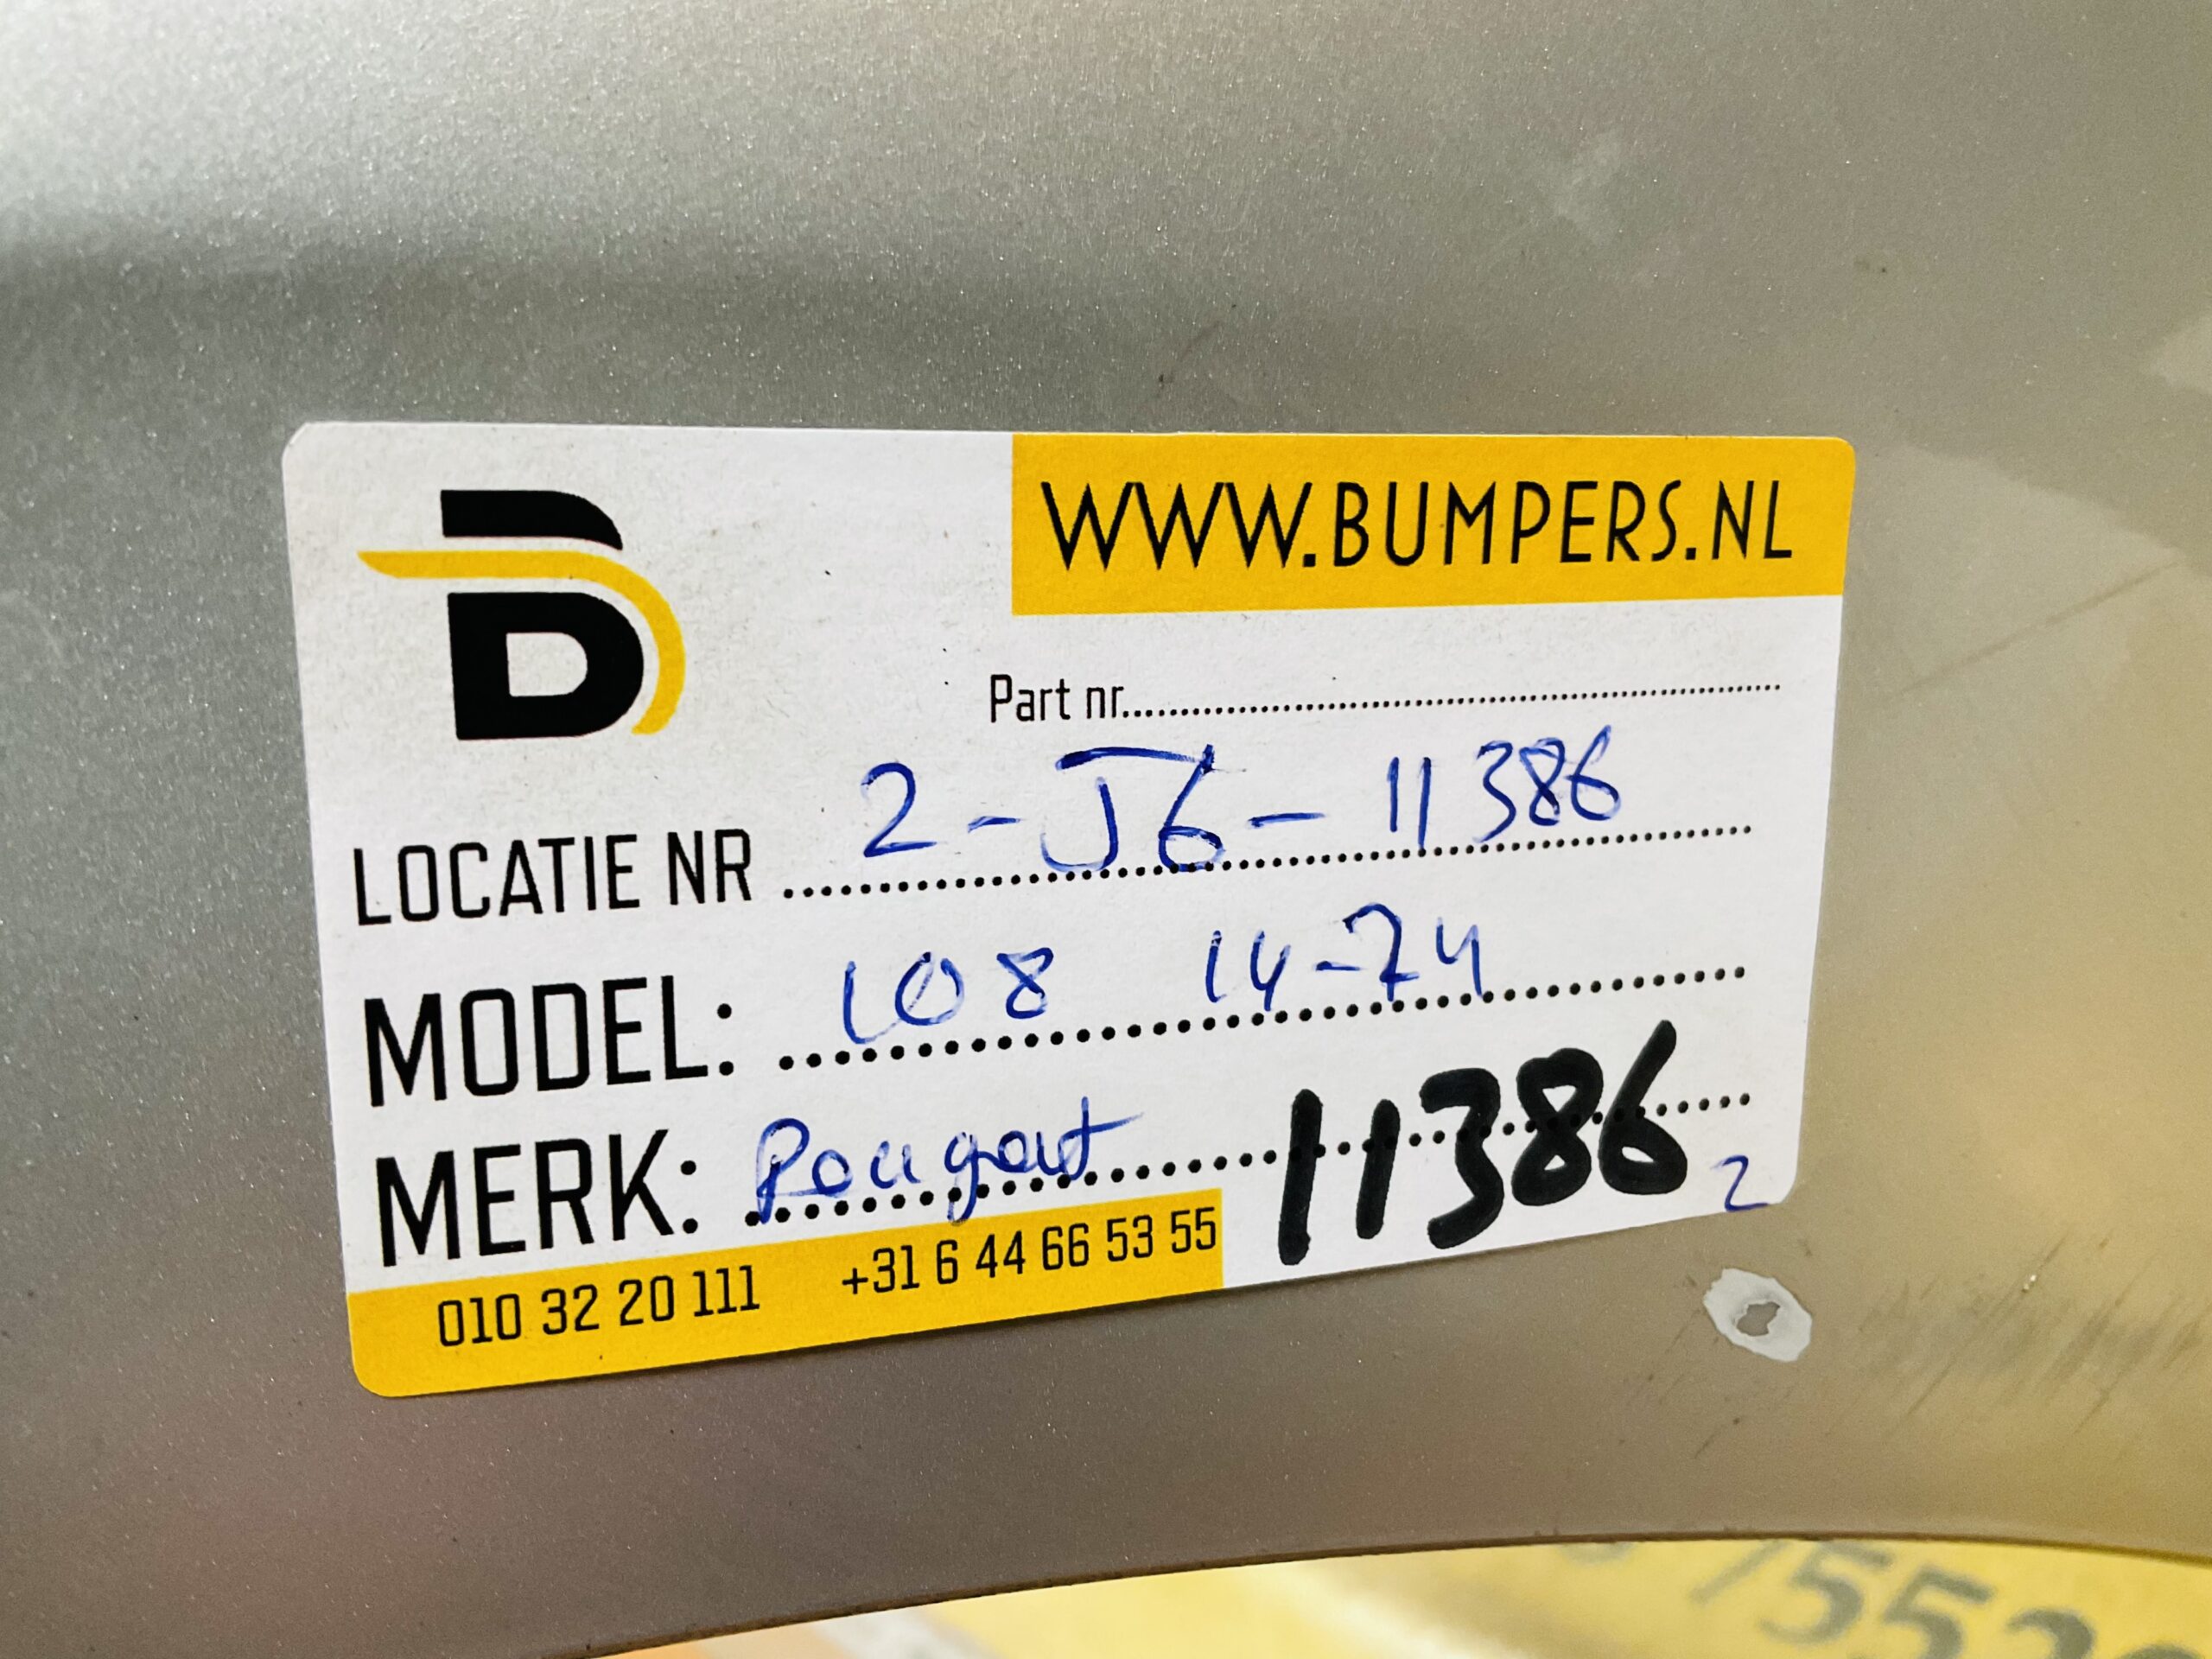 WWW.BUMPERS.NL
Part nr.
LOCATIE NR 2-J6-11386
MODEL: 108 14-24
MERK: Peugeot 11386 2
010 32 20 111 +31 6 44 66 53 55